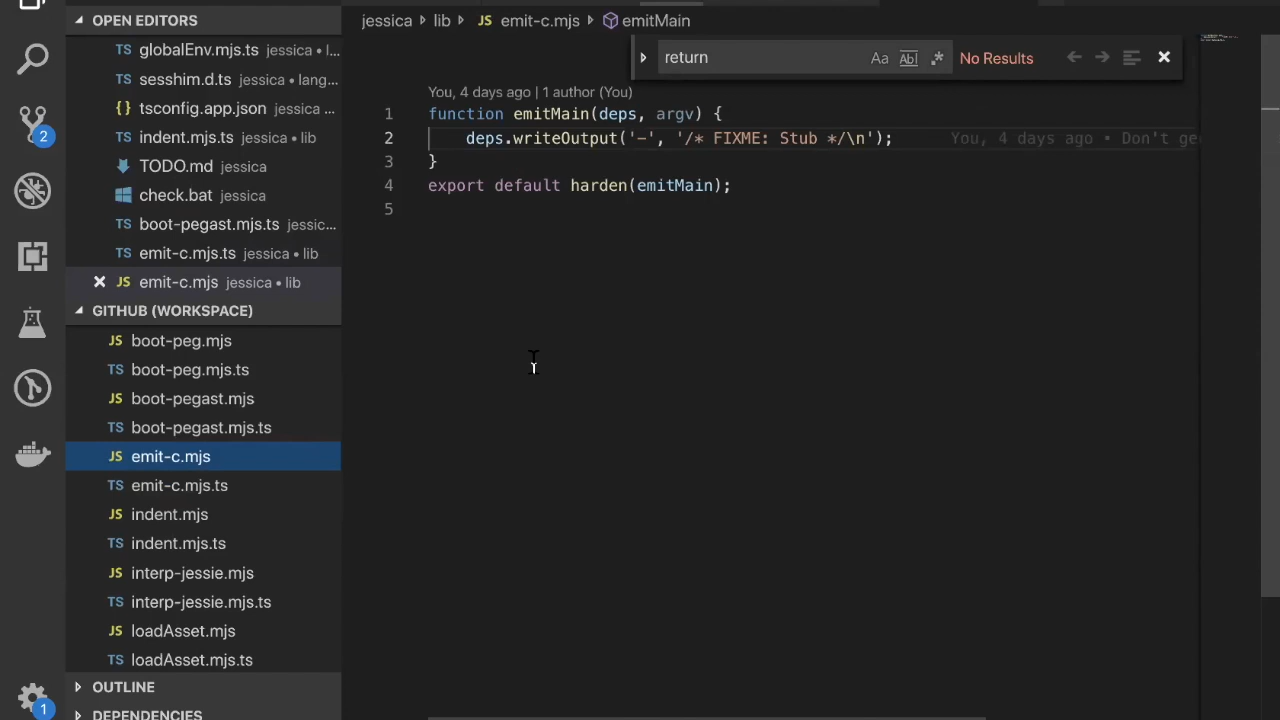 OPEN EDITORS
TS globalEnv.mjs.ts jessica • l...
TS sesshim.d.ts jessica • lang...
{} tsconfig.app.json jessica ...
TS indent.mjs.ts jessica • lib
TODO.md jessica
check.bat jessica
TS boot-pegast.mjs.ts jessic...
TS emit-c.mjs.ts jessica • lib
JS emit-c.mjs jessica • lib
GITHUB (WORKSPACE)
JS boot-peg.mjs
TS boot-peg.mjs.ts
JS boot-pegast.mjs
TS boot-pegast.mjs.ts
JS emit-c.mjs
TS emit-c.mjs.ts
JS indent.mjs
TS indent.mjs.ts
JS interp-jessie.mjs
TS interp-jessie.mjs.ts
JS loadAsset.mjs
TS loadAsset.mjs.ts
OUTLINE
DEPENDENCIES
2
1
jessica › lib › JS emit-c.mjs › emitMain
return Aa Abl .* No Results
You, 4 days ago | 1 author (You)
1 function emitMain(deps, argv) {
2 deps.writeOutput('-', '/* FIXME: Stub */\n'); You, 4 days ago • Don't ge
3 }
4 export default harden(emitMain);
5